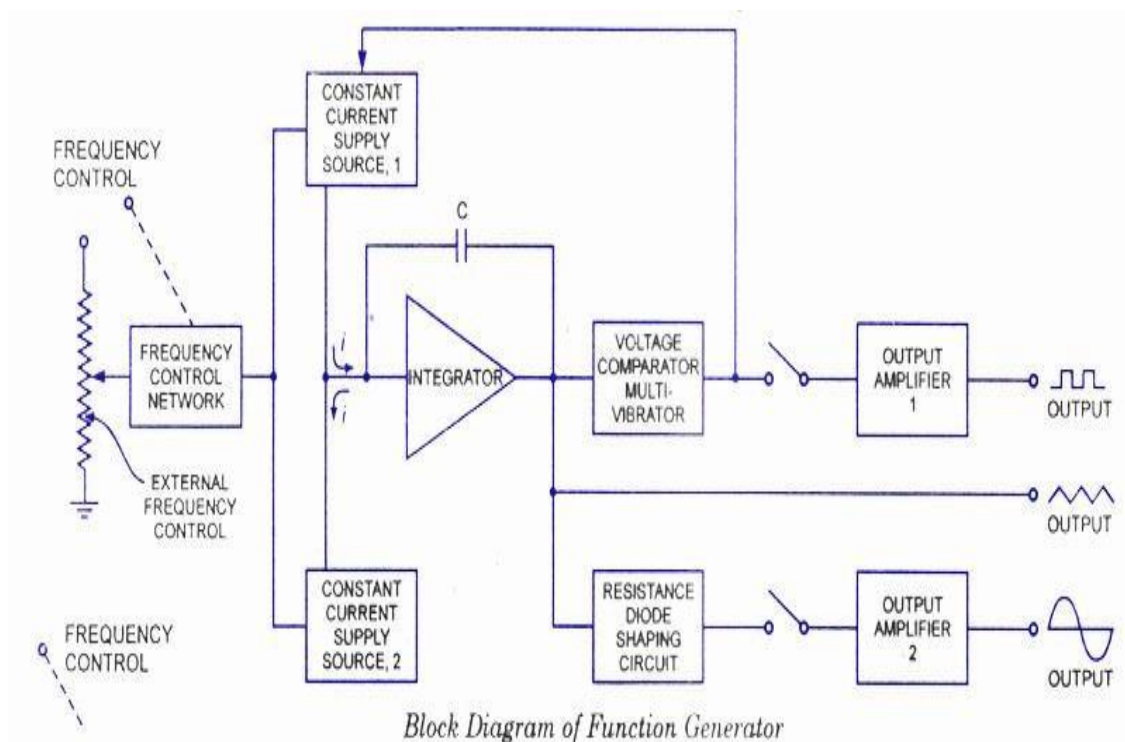 CONSTANT
CURRENT
SUPPLY
SOURCE, 1
FREQUENCY
CONTROL
C
FREQUENCY
CONTROL
NETWORK
i
i
INTEGRATOR
VOLTAGE
COMPARATOR
MULTI-
VIBRATOR
OUTPUT
AMPLIFIER
1
OUTPUT
EXTERNAL
FREQUENCY
CONTROL
OUTPUT
CONSTANT
CURRENT
SUPPLY
SOURCE, 2
RESISTANCE
DIODE
SHAPING
CIRCUIT
OUTPUT
AMPLIFIER
2
OUTPUT
FREQUENCY
CONTROL
Block Diagram of Function Generator